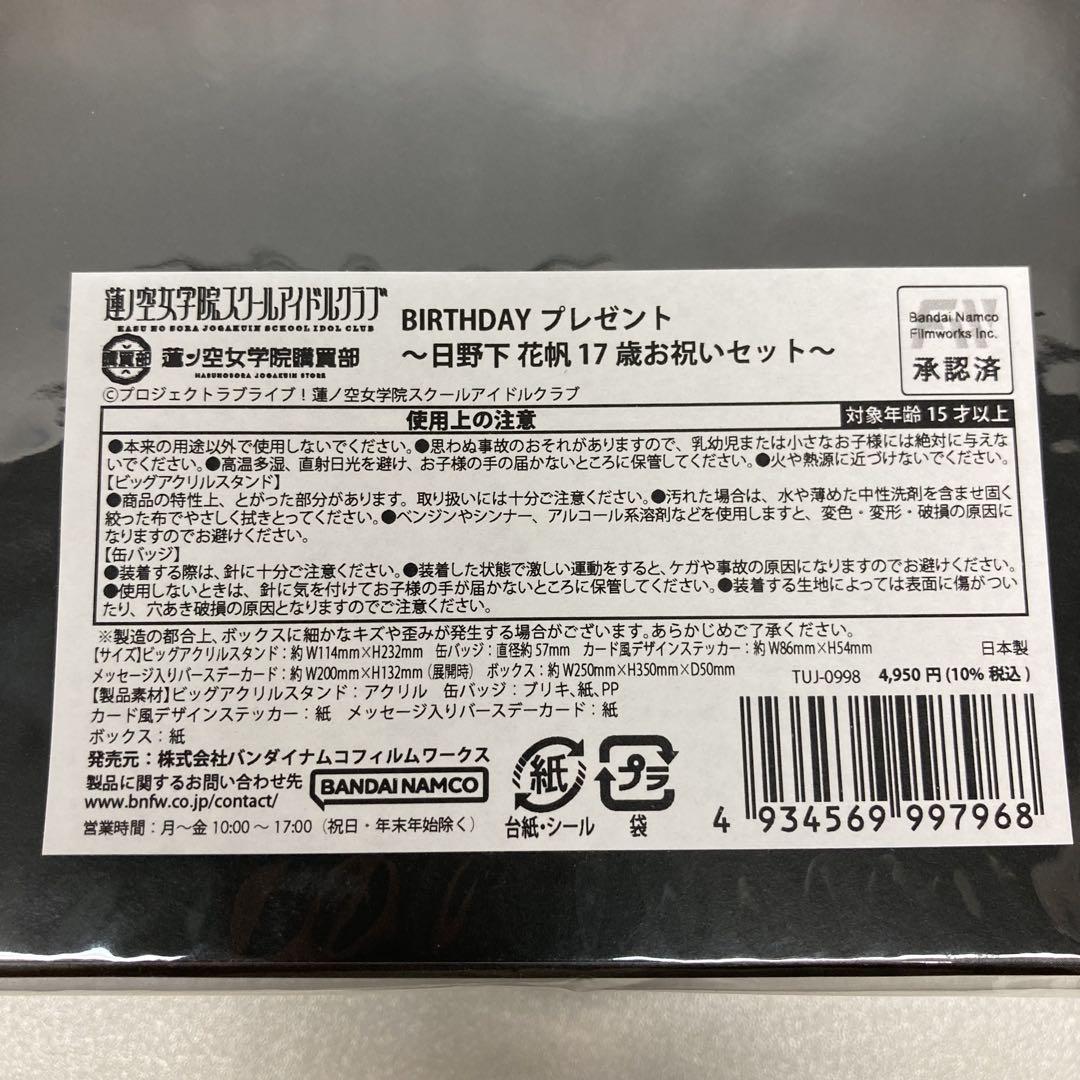 蓮ノ空女学院スクールアイドルクラブ
HASU NO SORA JOGAKUIN SCHOOL IDOL CLUB
BIRTHDAY プレゼント
購買部 蓮ノ空女学院購買部
HASUNOSORA JOGAKUIN STORE
～日野下 花帆 17 歳お祝いセット～
Bandai Namco
Filmworks Inc.
承認済
©プロジェクトラブライブ！蓮ノ空女学院スクールアイドルクラブ
使用上の注意
対象年齢 15 才以上
●本来の用途以外で使用しないでください。●思わぬ事故のおそれがありますので、乳幼児または小さなお子様には絶対に与えな
いでください。●高温多湿、直射日光を避け、お子様の手の届かないところに保管してください。●火や熱源に近づけないでください。
【ビッグアクリルスタンド】
●商品の特性上、とがった部分があります。取り扱いには十分ご注意ください。●汚れた場合は、水や薄めた中性洗剤を含ませ固く
絞った布でやさしく拭きとってください。●ベンジンやシンナー、アルコール系溶剤などを使用しますと、変色・変形・破損の原因に
なりますのでお避けください。
【缶バッジ】
●装着する際は、針に十分ご注意ください。●装着した状態で激しい運動をすると、ケガや事故の原因になりますのでお避けください。
●使用しないときは、針に気を付けてお子様の手が届かないところに保管してください。●装着する生地によっては表面に傷がつい
たり、穴あき破損の原因となりますのでご注意ください。
※製造の都合上、ボックスに細かなキズや歪みが発生する場合がございます。あらかじめご了承ください。
【サイズ】ビッグアクリルスタンド：約 W114mm×H232mm 缶バッジ：直径約 57mm カード風デザインステッカー：約 W86mm×H54mm
日本製
メッセージ入りバースデーカード：約 W200mm×H132mm（展開時） ボックス：約 W250mm×H350mm×D50mm
TUJ-0998 4,950 円（10% 税込）
【製品素材】ビッグアクリルスタンド：アクリル 缶バッジ：ブリキ、紙、PP
カード風デザインステッカー：紙 メッセージ入りバースデーカード：紙
ボックス：紙
発売元：株式会社バンダイナムコフィルムワークス
製品に関するお問い合わせ先
www.bnfw.co.jp/contact/
BANDAI NAMCO
営業時間：月～金 10:00 ～ 17:00（祝日・年末年始除く）
紙
台紙・シール
プラ
袋
4 934569 997968